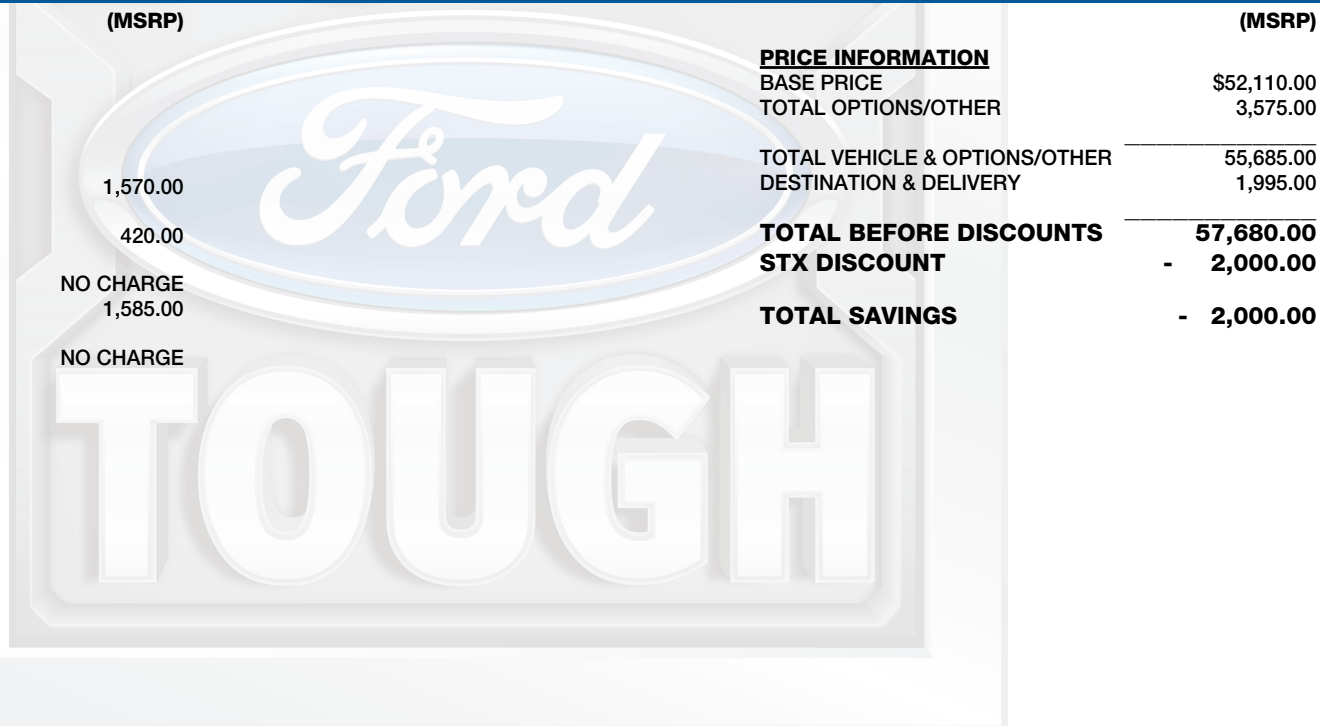 (MSRP)
1,570.00
420.00
NO CHARGE
1,585.00
NO CHARGE
(MSRP)
PRICE INFORMATION
BASE PRICE $52,110.00
TOTAL OPTIONS/OTHER 3,575.00
TOTAL VEHICLE & OPTIONS/OTHER 55,685.00
DESTINATION & DELIVERY 1,995.00
TOTAL BEFORE DISCOUNTS 57,680.00
STX DISCOUNT - 2,000.00
TOTAL SAVINGS - 2,000.00
Ford
TOUGH